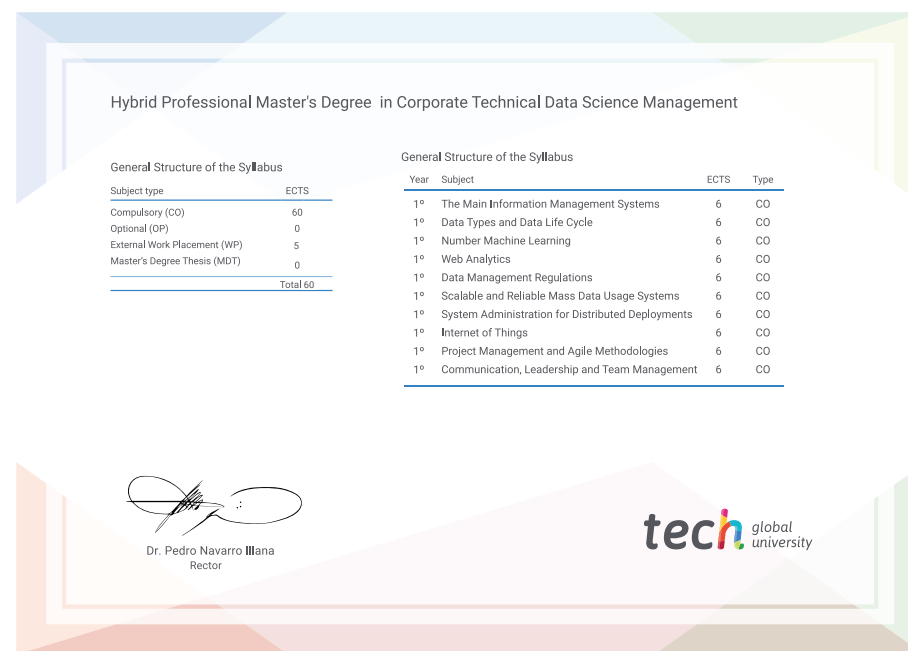 Hybrid Professional Master's Degree in Corporate Technical Data Science Management
General Structure of the Syllabus
Subject type ECTS
Compulsory (CO) 60
Optional (OP) 0
External Work Placement (WP) 5
Master's Degree Thesis (MDT) 0
Total 60
General Structure of the Syllabus
Year Subject ECTS Type
1º The Main Information Management Systems 6 CO
1º Data Types and Data Life Cycle 6 CO
1º Number Machine Learning 6 CO
1º Web Analytics 6 CO
1º Data Management Regulations 6 CO
1º Scalable and Reliable Mass Data Usage Systems 6 CO
1º System Administration for Distributed Deployments 6 CO
1º Internet of Things 6 CO
1º Project Management and Agile Methodologies 6 CO
1º Communication, Leadership and Team Management 6 CO
Dr. Pedro Navarro Illana
Rector
tech global
university